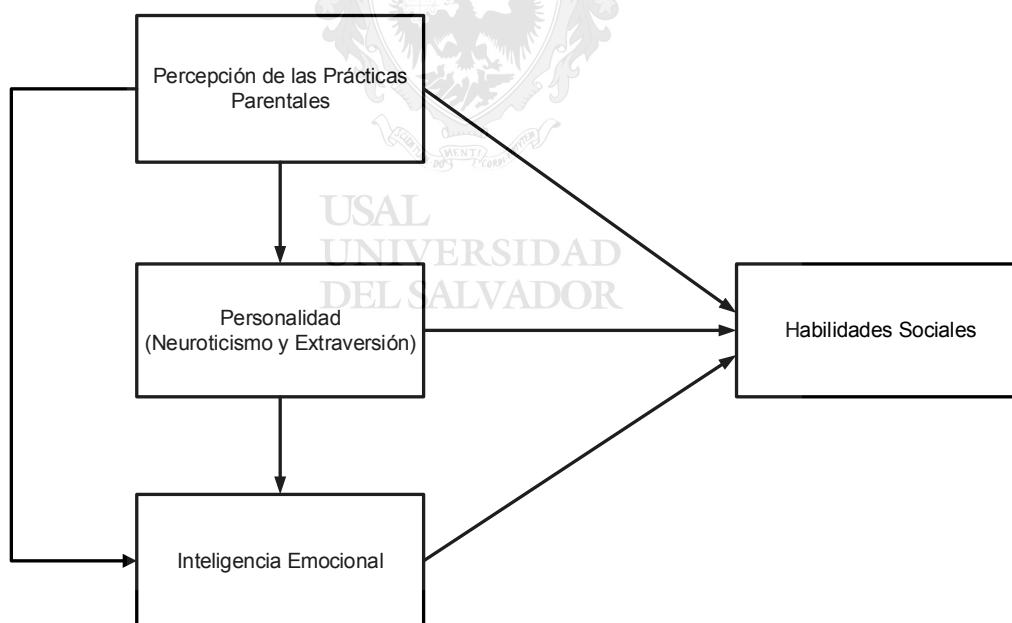 Percepción de las Prácticas
Parentales
USAL
UNIVERSIDAD
DEL SALVADOR
Personalidad
(Neuroticismo y Extraversión)
Habilidades Sociales
Inteligencia Emocional